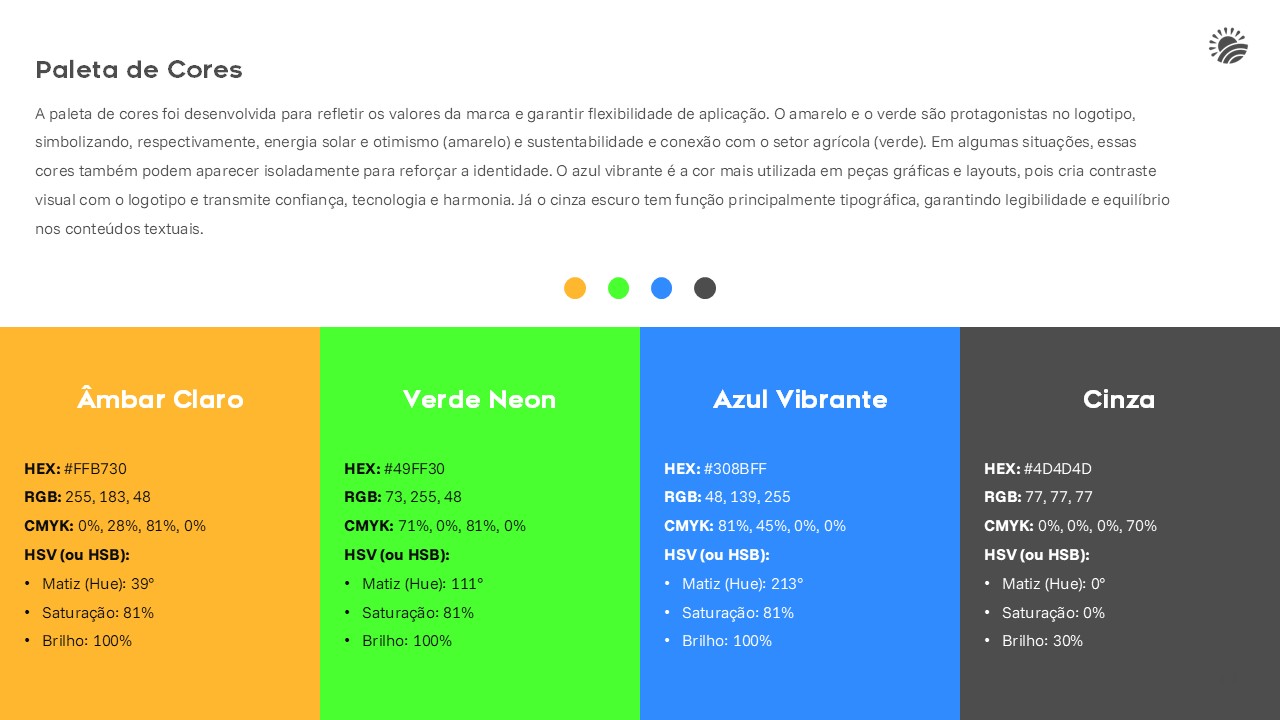 Paleta de Cores
A paleta de cores foi desenvolvida para refletir os valores da marca e garantir flexibilidade de aplicação. O amarelo e o verde são protagonistas no logotipo,
simbolizando, respectivamente, energia solar e otimismo (amarelo) e sustentabilidade e conexão com o setor agrícola (verde). Em algumas situações, essas
cores também podem aparecer isoladamente para reforçar a identidade. O azul vibrante é a cor mais utilizada em peças gráficas e layouts, pois cria contraste
visual com o logotipo e transmite confiança, tecnologia e harmonia. Já o cinza escuro tem função principalmente tipográfica, garantindo legibilidade e equilíbrio
nos conteúdos textuais.
Âmbar Claro
HEX: #FFB730
RGB: 255, 183, 48
CMYK: 0%, 28%, 81%, 0%
HSV (ou HSB):
• Matiz (Hue): 39°
• Saturação: 81%
• Brilho: 100%
Verde Neon
HEX: #49FF30
RGB: 73, 255, 48
CMYK: 71%, 0%, 81%, 0%
HSV (ou HSB):
• Matiz (Hue): 111°
• Saturação: 81%
• Brilho: 100%
Azul Vibrante
HEX: #308BFF
RGB: 48, 139, 255
CMYK: 81%, 45%, 0%, 0%
HSV (ou HSB):
• Matiz (Hue): 213°
• Saturação: 81%
• Brilho: 100%
Cinza
HEX: #4D4D4D
RGB: 77, 77, 77
CMYK: 0%, 0%, 0%, 70%
HSV (ou HSB):
• Matiz (Hue): 0°
• Saturação: 0%
• Brilho: 30%